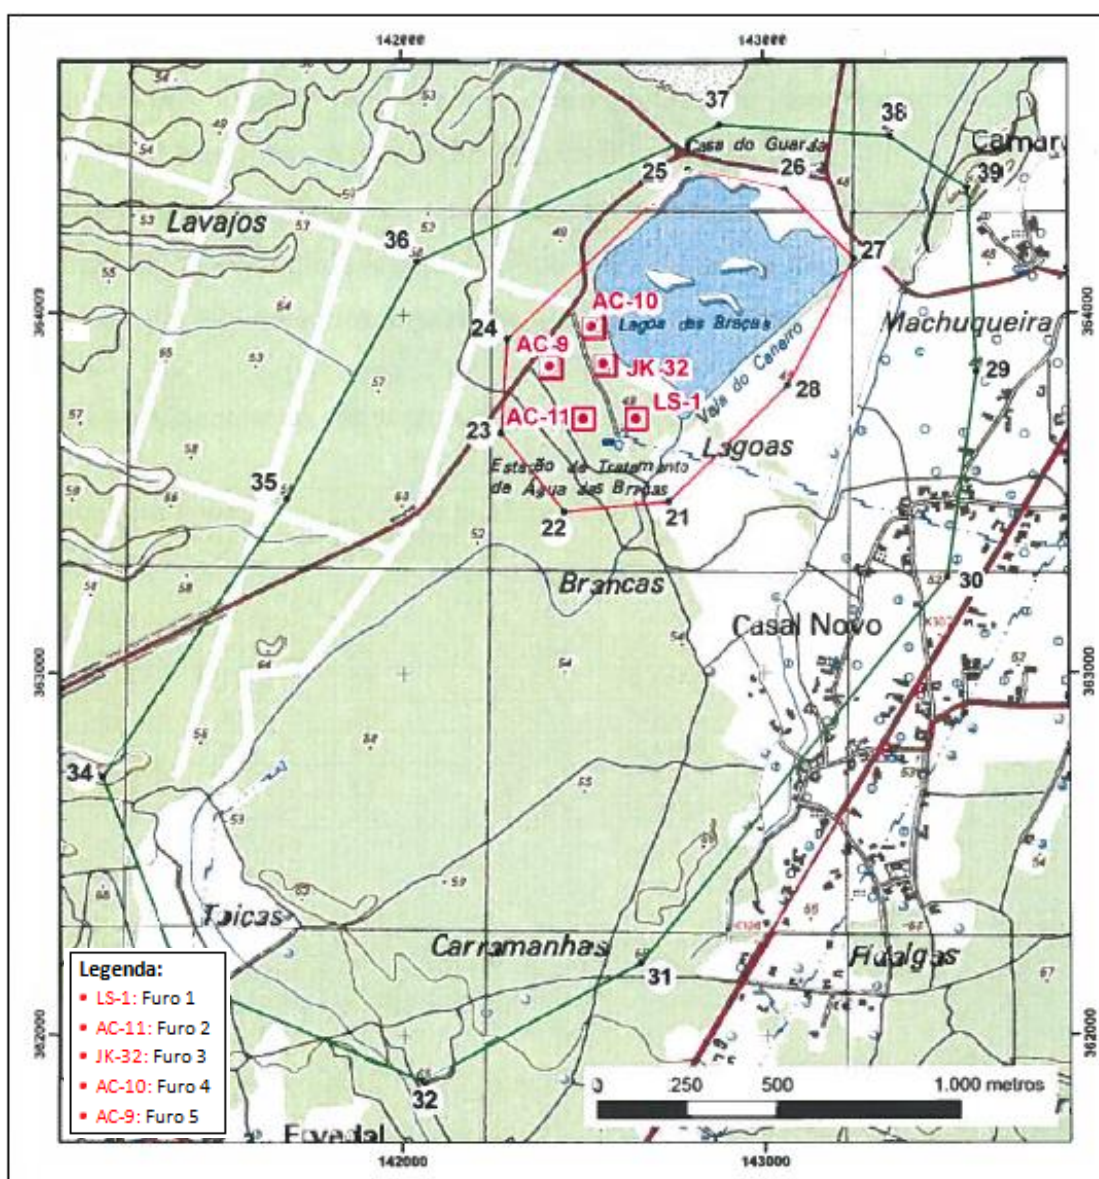 142000
143000
37
38
Casa do Guarda
Camar
25
26
39
Lavajos
36
27
364000
364000
AC-10
24
Lagoa das Braças
Machuqueira
AC-9
JK-32
29
28
LS-1
Vala do Caneiro
AC-11
23
Lagoas
Estação de Tratamento
de Água das Braças
35
22
21
Brancas
30
Casal Novo
363000
363000
34
Toiças
Carramanhas
Fidalgas
31
Legenda:
LS-1: Furo 1
AC-11: Furo 2
JK-32: Furo 3
AC-10: Furo 4
AC-9: Furo 5
362000
32
0 250 500 1.000 metros
142000
143000